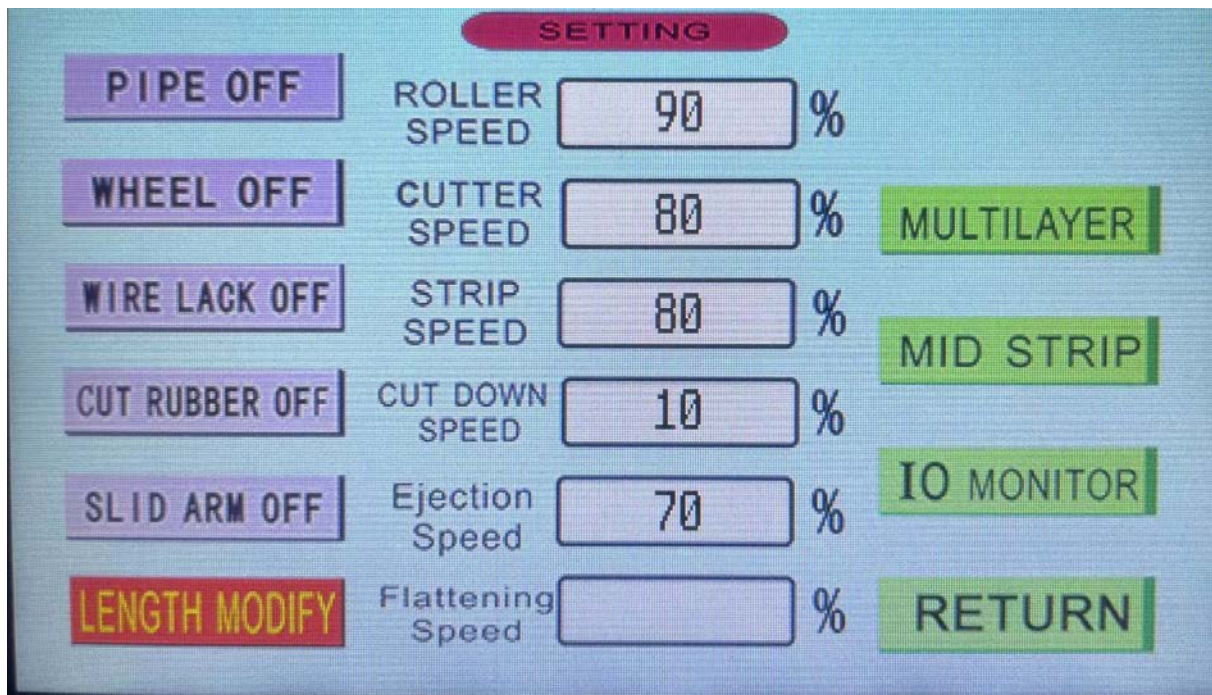 SETTING
PIPE OFF
ROLLER
SPEED
90
%
WHEEL OFF
CUTTER
SPEED
80
%
MULTILAYER
WIRE LACK OFF
STRIP
SPEED
80
%
MID STRIP
CUT RUBBER OFF
CUT DOWN
SPEED
10
%
IO MONITOR
SLID ARM OFF
Ejection
Speed
70
%
LENGTH MODIFY
Flattening
Speed
%
RETURN